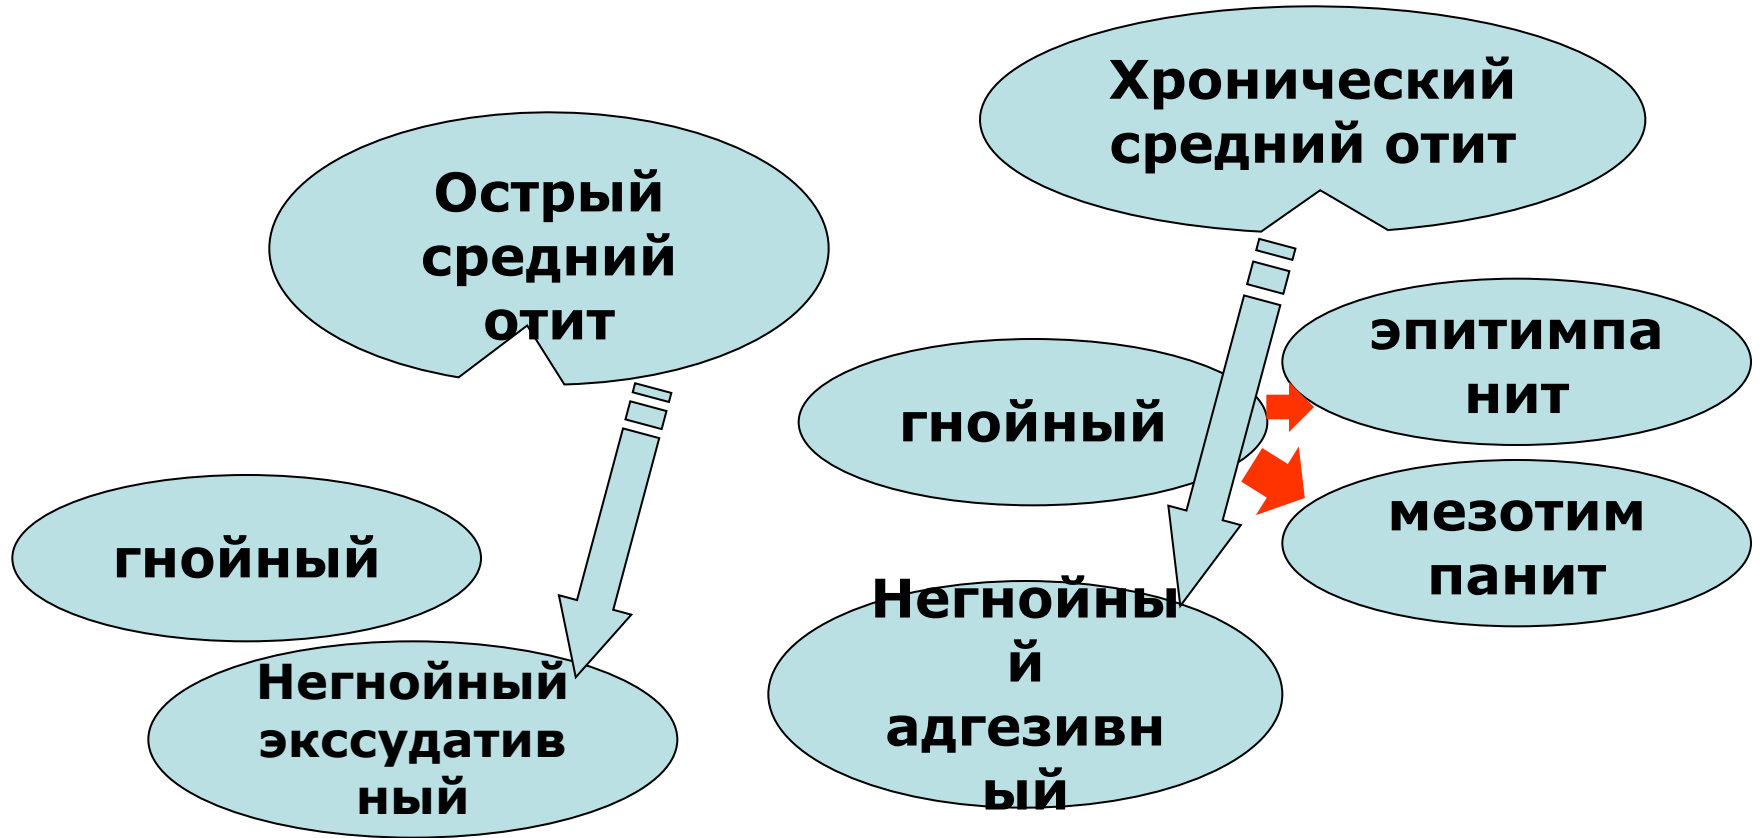 Острый
средний
отит
гнойный
Негнойный
экссудатив
ный
Хронический
средний отит
гнойный
эпитимпа
нит
мезотим
панит
Негнойны
й
адгезивн
ый